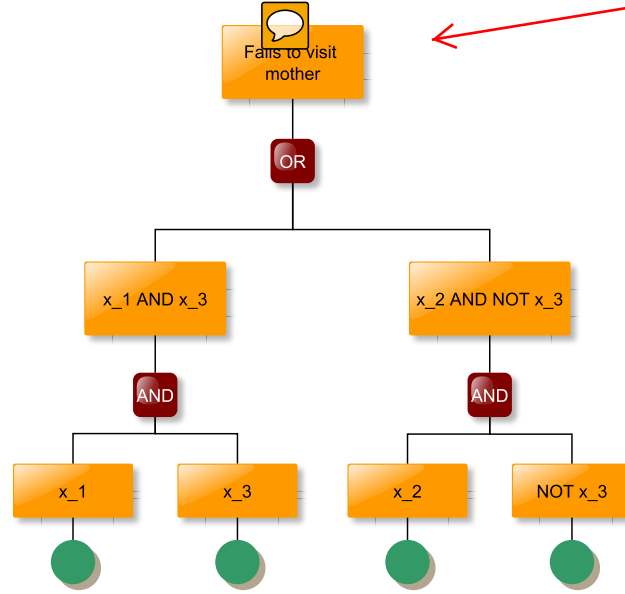 Fails to visit
mother
OR
x_1 AND x_3
x_2 AND NOT x_3
AND
AND
x_1
x_3
x_2
NOT x_3